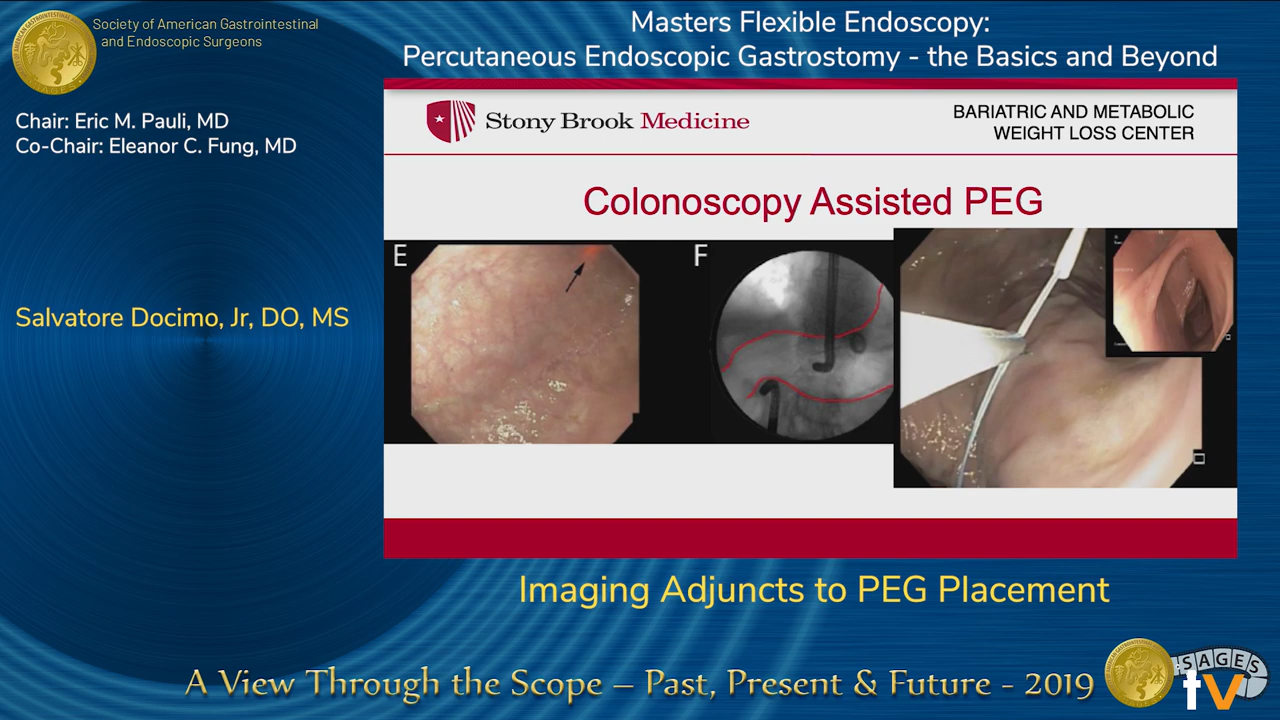 Society of American Gastrointestinal
and Endoscopic Surgeons
Masters Flexible Endoscopy:
Percutaneous Endoscopic Gastrostomy - the Basics and Beyond
Chair: Eric M. Pauli, MD
Co-Chair: Eleanor C. Fung, MD
Salvatore Docimo, Jr, DO, MS
Stony Brook Medicine
BARIATRIC AND METABOLIC
WEIGHT LOSS CENTER
Colonoscopy Assisted PEG
E
F
Imaging Adjuncts to PEG Placement
A View Through the Scope – Past, Present & Future - 2019
SAGES
tv